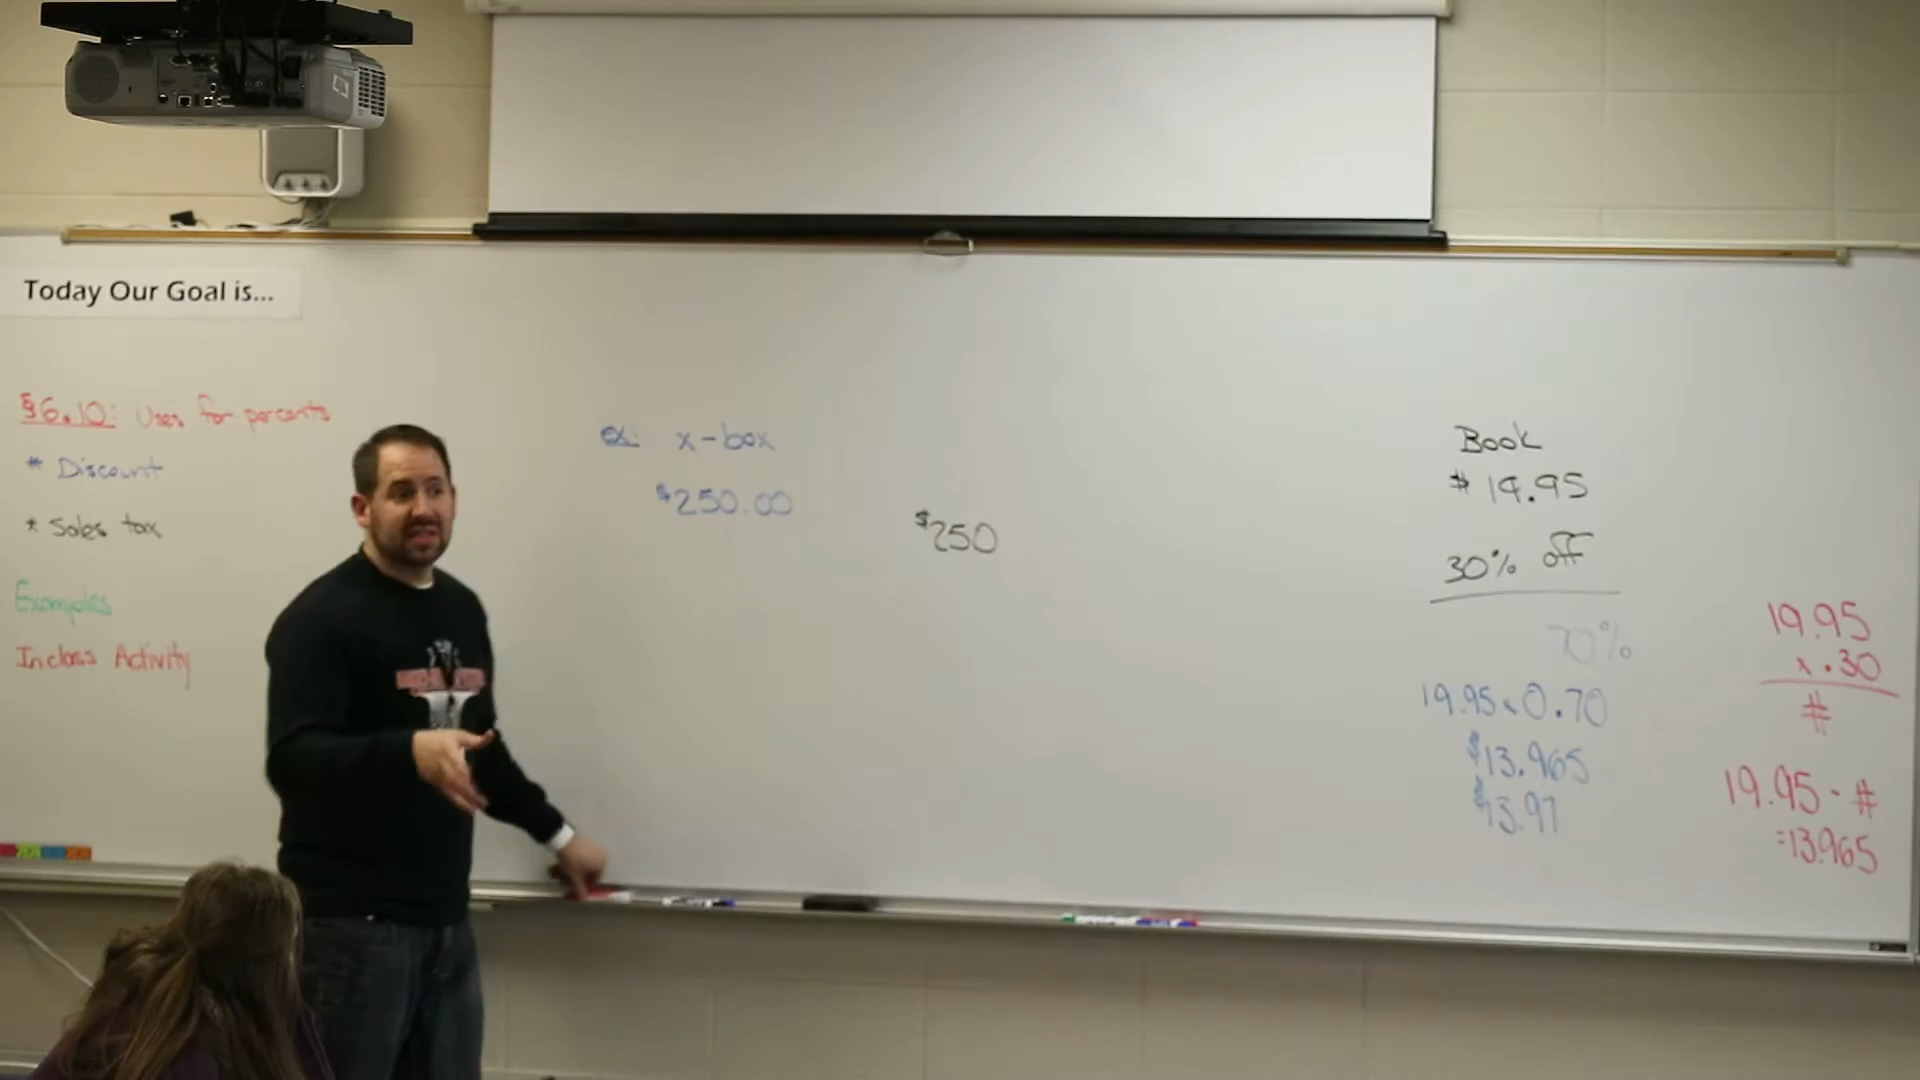 Today Our Goal is...
§6.10: Uses for percents
* Discount
* Sales tax
Examples
Inclass Activity
ex: x-box
$250.00
$250
Book
$19.95
30% off
70%
19.95 x 0.70
$13.965
$13.97
19.95
x .30
#
19.95 - #
=13.965